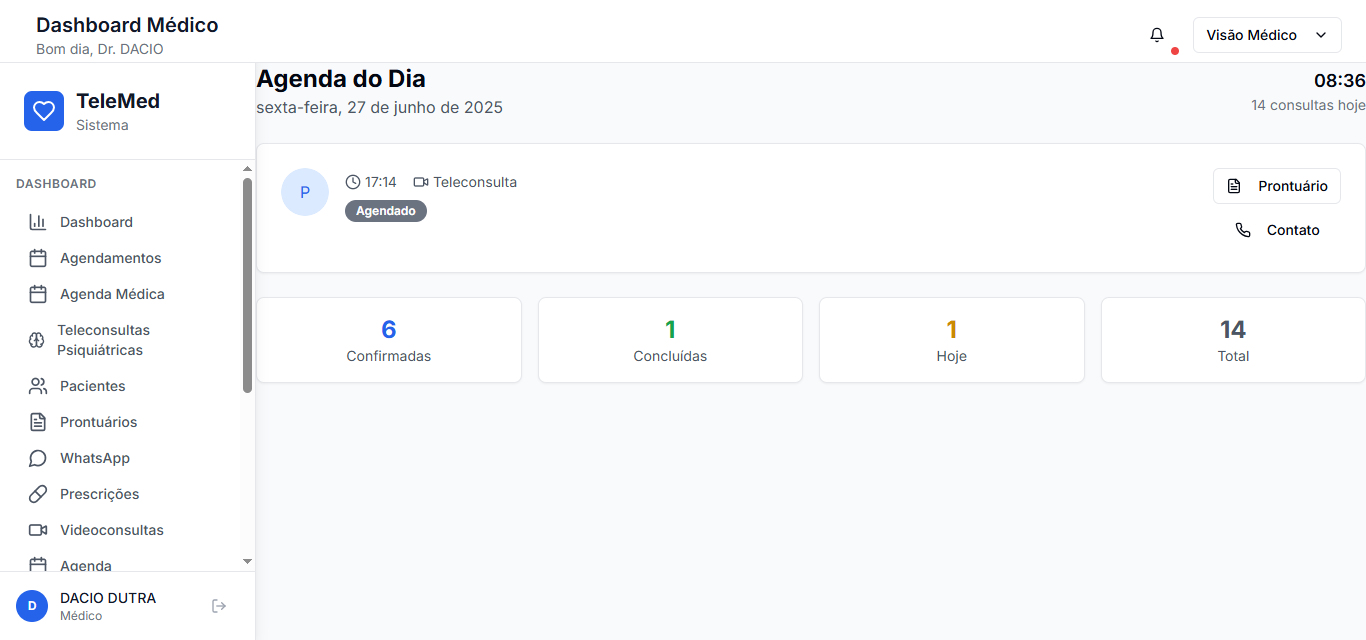 Dashboard Médico
Bom dia, Dr. DACIO
Visão Médico
TeleMed
Sistema
DASHBOARD
Dashboard
Agendamentos
Agenda Médica
Teleconsultas
Psiquiátricas
Pacientes
Prontuários
WhatsApp
Prescrições
Videoconsultas
Agenda
D
DACIO DUTRA
Médico
Agenda do Dia
sexta-feira, 27 de junho de 2025
08:36
14 consultas hoje
P
17:14 Teleconsulta
Agendado
Prontuário
Contato
6
Confirmadas
1
Concluídas
1
Hoje
14
Total